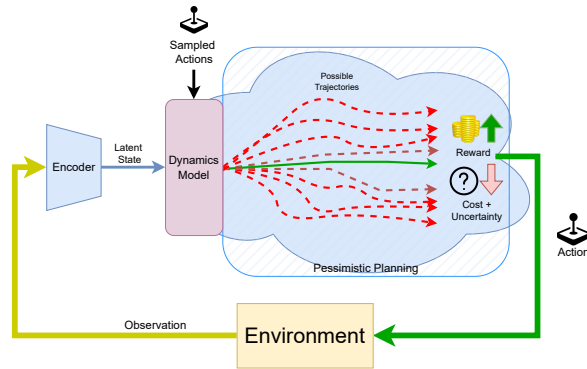 Sampled
Actions
Possible
Trajectories
Encoder
Latent
State
Dynamics
Model
Reward
?
Cost +
Uncertainty
Pessimistic Planning
Action
Observation
Environment